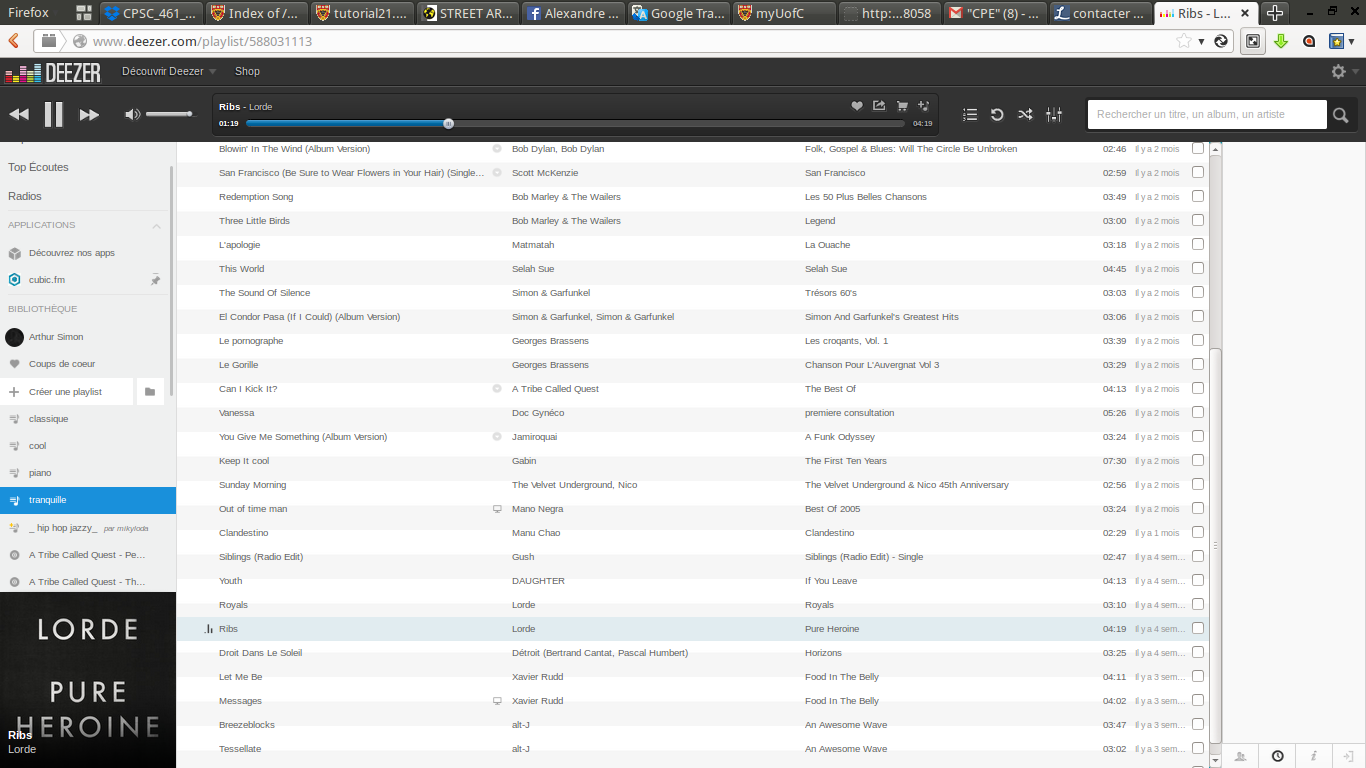 Firefox CPSC_461_... Index of /... tutorial21.... STREET AR... Alexandre ... Google Tra... myUofC http:...8058 "CPE" (8) - ... contacter ... Ribs - L...
www.deezer.com/playlist/588031113
DEEZER Découvrir Deezer Shop
Ribs - Lorde
01:19 04:19
Rechercher un titre, un album, un artiste
Top Écoutes
Radios
APPLICATIONS
Découvrez nos apps
cubic.fm
BIBLIOTHÈQUE
Arthur Simon
Coups de coeur
Créer une playlist
classique
cool
piano
tranquille
_ hip hop jazzy_ par mikyloda
A Tribe Called Quest - Pe...
A Tribe Called Quest - Th...
LORDE
PURE
HEROINE
Ribs
Lorde
Blowin' In The Wind (Album Version) Bob Dylan, Bob Dylan Folk, Gospel & Blues: Will The Circle Be Unbroken 02:46 Il y a 2 mois
San Francisco (Be Sure to Wear Flowers in Your Hair) (Single... Scott McKenzie San Francisco 02:59 Il y a 2 mois
Redemption Song Bob Marley & The Wailers Les 50 Plus Belles Chansons 03:49 Il y a 2 mois
Three Little Birds Bob Marley & The Wailers Legend 03:00 Il y a 2 mois
L'apologie Matmatah La Ouache 03:18 Il y a 2 mois
This World Selah Sue Selah Sue 04:45 Il y a 2 mois
The Sound Of Silence Simon & Garfunkel Trésors 60's 03:03 Il y a 2 mois
El Condor Pasa (If I Could) (Album Version) Simon & Garfunkel, Simon & Garfunkel Simon And Garfunkel's Greatest Hits 03:06 Il y a 2 mois
Le pornographe Georges Brassens Les croqants, Vol. 1 03:39 Il y a 2 mois
Le Gorille Georges Brassens Chanson Pour L'Auvergnat Vol 3 03:29 Il y a 2 mois
Can I Kick It? A Tribe Called Quest The Best Of 04:13 Il y a 2 mois
Vanessa Doc Gynéco premiere consultation 05:26 Il y a 2 mois
You Give Me Something (Album Version) Jamiroquai A Funk Odyssey 03:24 Il y a 2 mois
Keep It cool Gabin The First Ten Years 07:30 Il y a 2 mois
Sunday Morning The Velvet Underground, Nico The Velvet Underground & Nico 45th Anniversary 02:56 Il y a 2 mois
Out of time man Mano Negra Best Of 2005 03:24 Il y a 2 mois
Clandestino Manu Chao Clandestino 02:29 Il y a 1 mois
Siblings (Radio Edit) Gush Siblings (Radio Edit) - Single 02:47 Il y a 4 sem...
Youth DAUGHTER If You Leave 04:13 Il y a 4 sem...
Royals Lorde Royals 03:10 Il y a 4 sem...
Ribs Lorde Pure Heroine 04:19 Il y a 4 sem...
Droit Dans Le Soleil Détroit (Bertrand Cantat, Pascal Humbert) Horizons 03:25 Il y a 4 sem...
Let Me Be Xavier Rudd Food In The Belly 04:11 Il y a 3 sem...
Messages Xavier Rudd Food In The Belly 04:02 Il y a 3 sem...
Breezeblocks alt-J An Awesome Wave 03:47 Il y a 3 sem...
Tessellate alt-J An Awesome Wave 03:02 Il y a 3 sem...